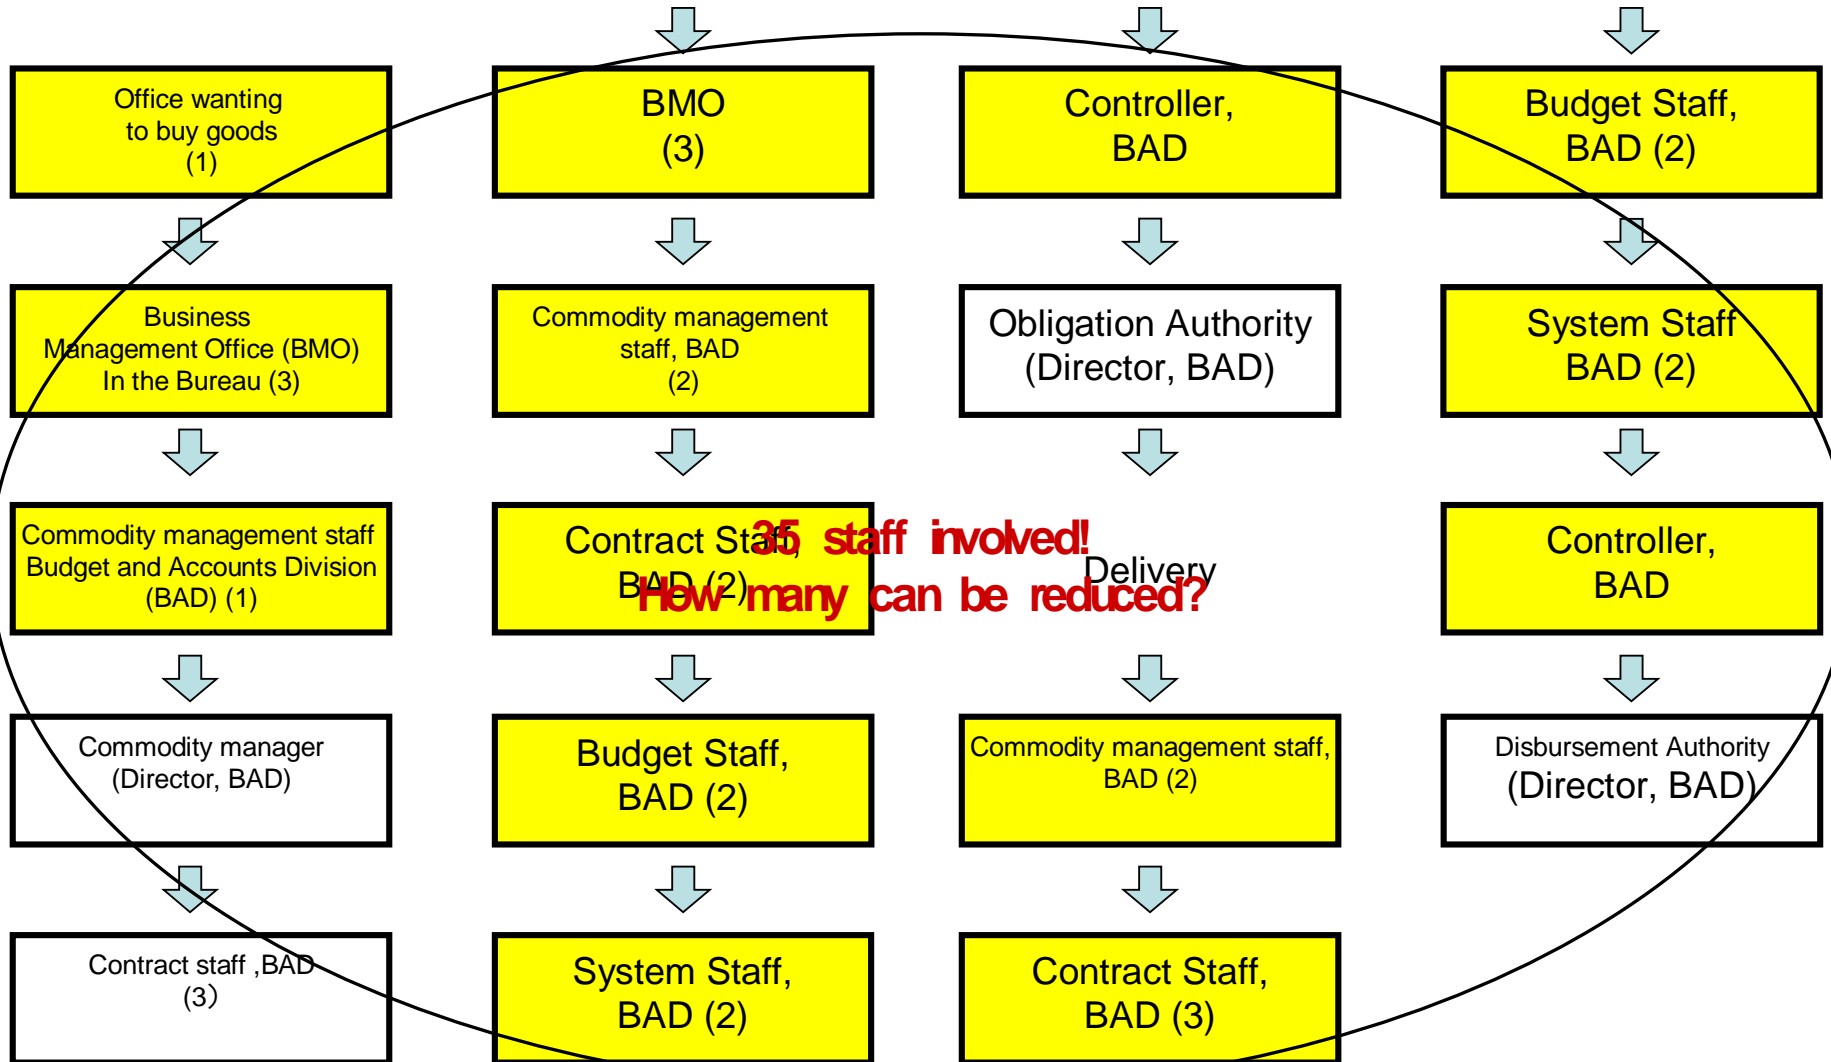 Office wanting
to buy goods
(1)
Business
Management Office (BMO)
In the Bureau (3)
Commodity management staff
Budget and Accounts Division
(BAD) (1)
Commodity manager
(Director, BAD)
Contract staff ,BAD
(3）
BMO
(3)
Commodity management
staff, BAD
(2)
Contract Staff,
BAD (2)
Budget Staff,
BAD (2)
System Staff,
BAD (2)
Controller,
BAD
Obligation Authority
(Director, BAD)
Delivery
Commodity management staff,
BAD (2)
Contract Staff,
BAD (3)
Budget Staff,
BAD (2)
System Staff
BAD (2)
Controller,
BAD
Disbursement Authority
(Director, BAD)
35 staff involved!
How many can be reduced?